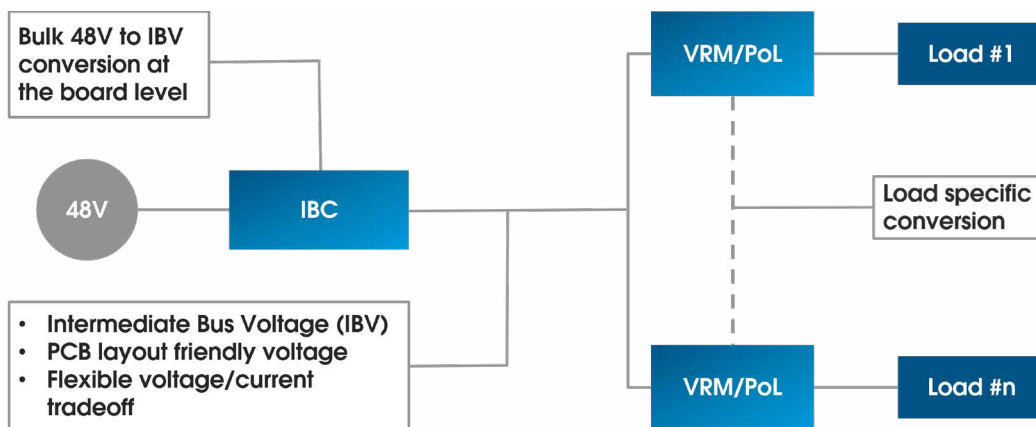 Bulk 48V to IBV
conversion at
the board level
VRM/PoL
Load #1
48V
IBC
Load specific
conversion
• Intermediate Bus Voltage (IBV)
• PCB layout friendly voltage
• Flexible voltage/current
tradeoff
VRM/PoL
Load #n